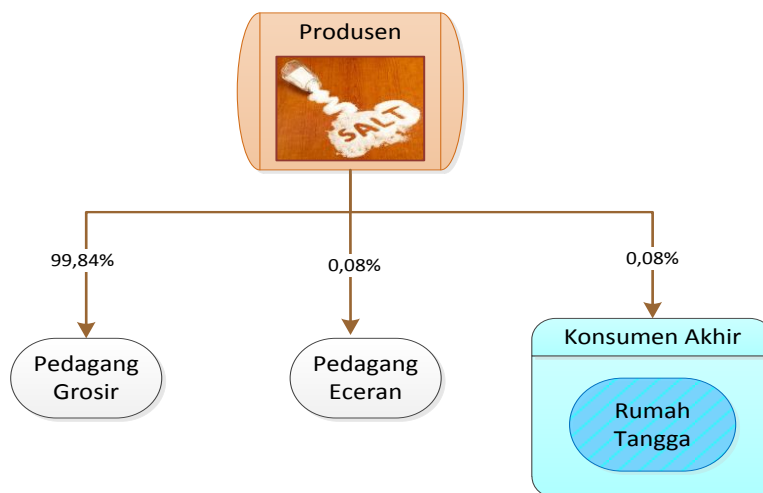 Produsen
SALT
99,84%
0,08%
0,08%
Pedagang
Grosir
Pedagang
Eceran
Konsumen Akhir
Rumah
Tangga